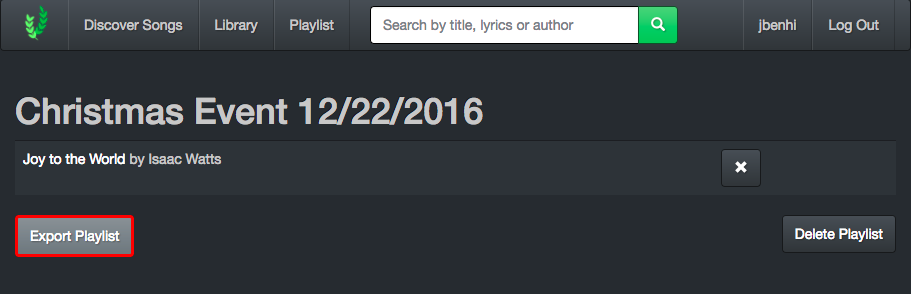 Discover Songs Library Playlist Search by title, lyrics or author jbenhi Log Out
Christmas Event 12/22/2016
Joy to the World by Isaac Watts
Export Playlist Delete Playlist